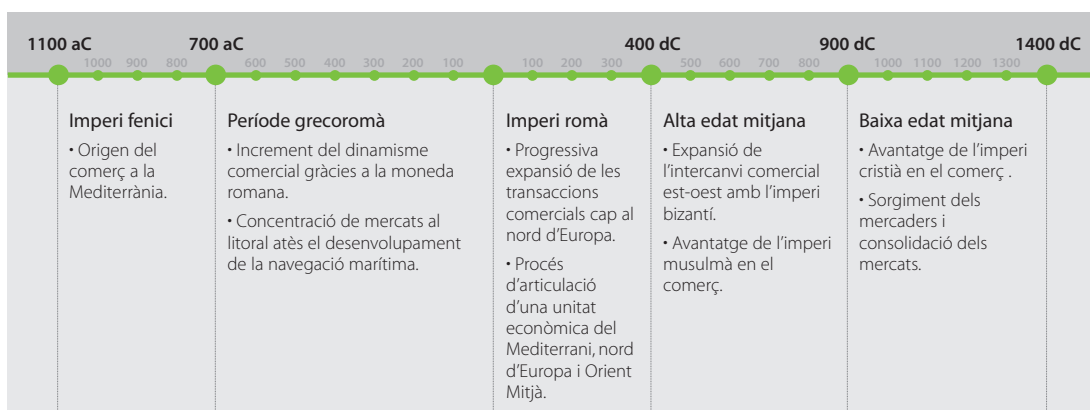 1100 aC
700 aC
400 dC
900 dC
1400 dC
1000 900 800
600 500 400 300 200 100
100 200 300
500 600 700 800
1000 1100 1200 1300
Imperi fenici
• Origen del
comerç a la
Mediterrània.
Període grecoromà
• Increment del dinamisme
comercial gràcies a la moneda
romana.
• Concentració de mercats al
litoral atès el desenvolupament
de la navegació marítima.
Imperi romà
• Progressiva
expansió de les
transaccions
comercials cap al
nord d'Europa.
• Procés
d'articulació
d'una unitat
econòmica del
Mediterrani, nord
d'Europa i Orient
Mitjà.
Alta edat mitjana
• Expansió de
l'intercanvi comercial
est-oest amb l'imperi
bizantí.
• Avantatge de l'imperi
musulmà en el
comerç.
Baixa edat mitjana
• Avantatge de l'imperi
cristià en el comerç .
• Sorgiment dels
mercaders i
consolidació dels
mercats.